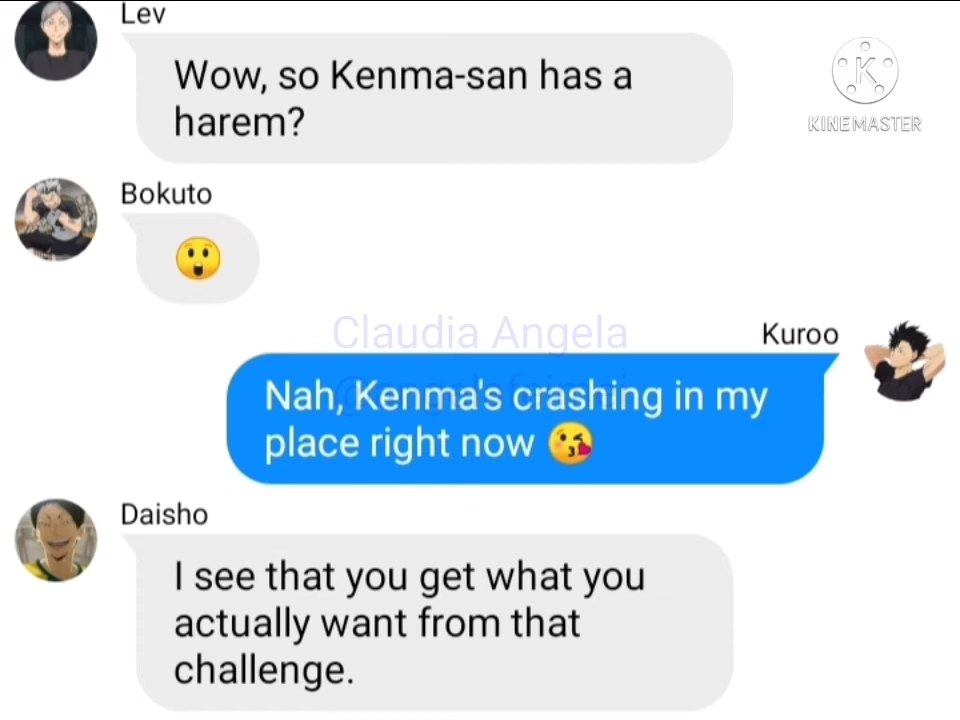 Lev
Wow, so Kenma-san has a
harem?
K
KINEMASTER
Bokuto
Claudia Angela
Kuroo
Nah, Kenma's crashing in my
place right now 😘
Daisho
I see that you get what you
actually want from that
challenge.